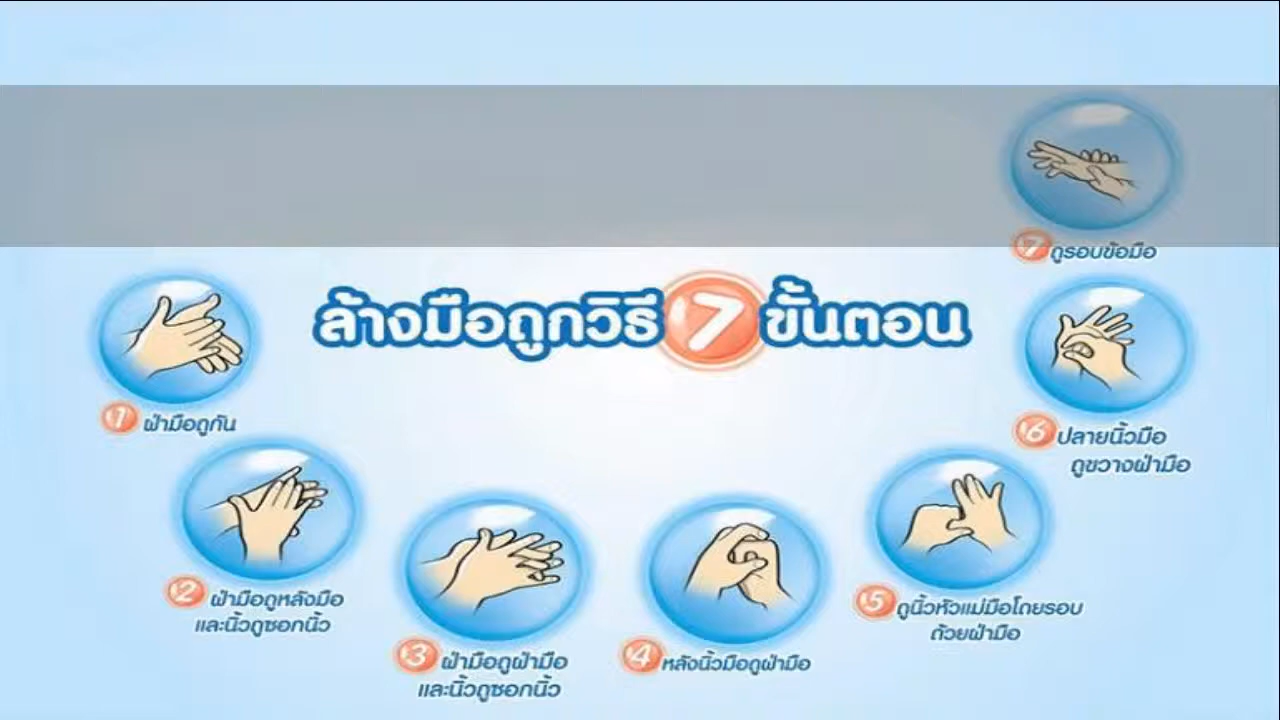 ล้างมือถูกวิธี 7 ขั้นตอน
1 ฝ่ามือถูกัน
2 ฝ่ามือถูหลังมือ
และนิ้วถูซอกนิ้ว
3 ฝ่ามือถูฝ่ามือ
และนิ้วถูซอกนิ้ว
4 หลังนิ้วมือถูฝ่ามือ
5 ถูนิ้วหัวแม่มือโดยรอบ
ด้วยฝ่ามือ
6 ปลายนิ้วมือ
ถูขวางฝ่ามือ
7 ถูรอบข้อมือ